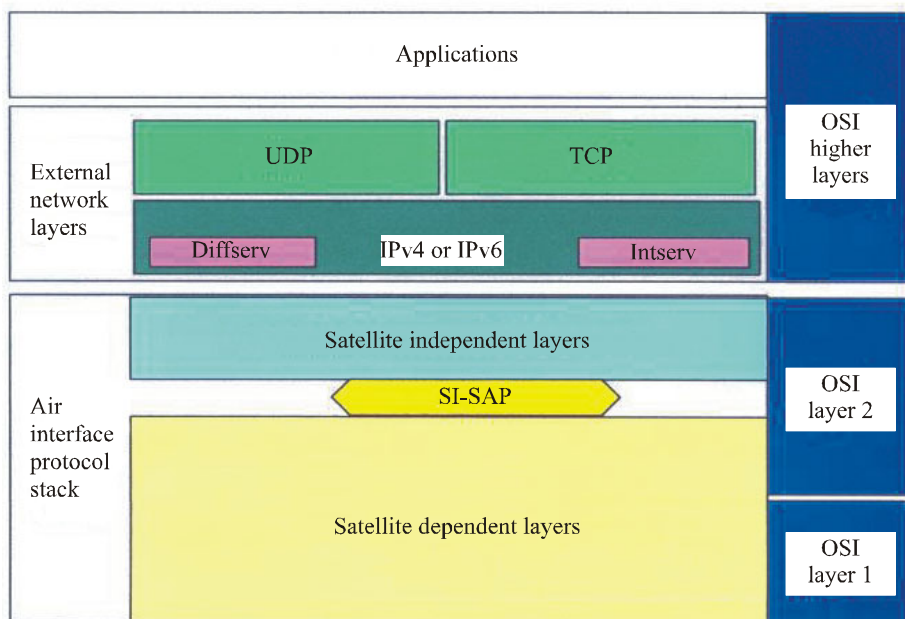 Applications
External
network
layers
UDP
TCP
Diffserv
IPv4 or IPv6
Intserv
OSI
higher
layers
Air
interface
protocol
stack
Satellite independent layers
SI-SAP
Satellite dependent layers
OSI
layer 2
OSI
layer 1